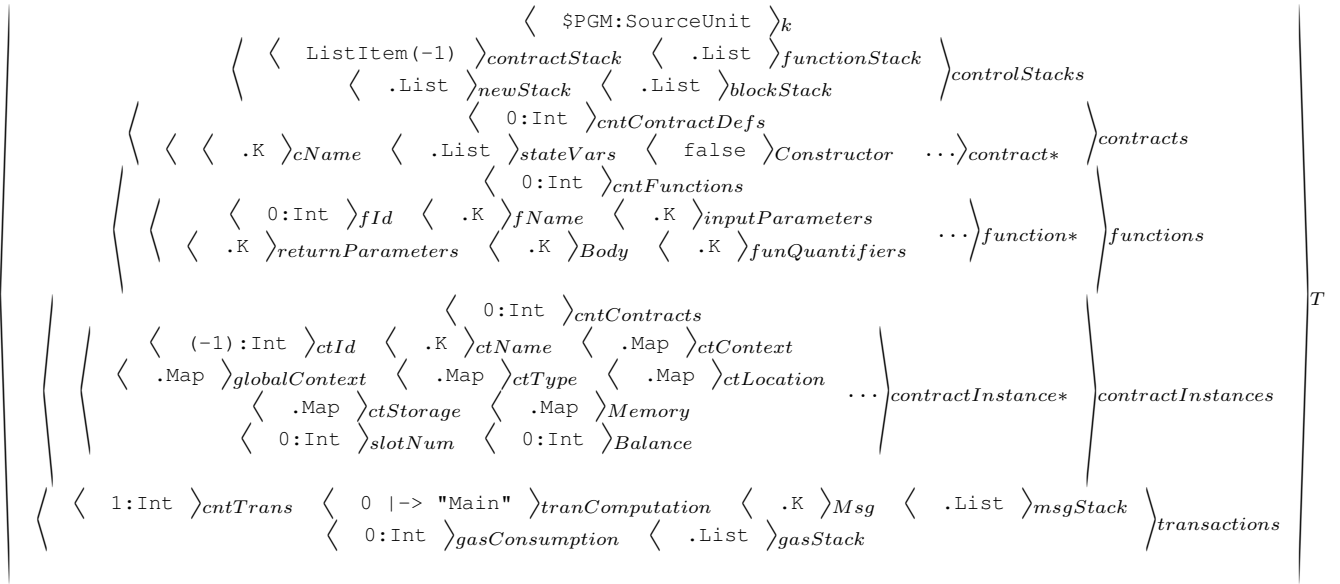 ⟨ $PGM:SourceUnit ⟩k
⟨ ⟨ ListItem(-1) ⟩contractStack ⟨ .List ⟩functionStack
⟨ .List ⟩newStack ⟨ .List ⟩blockStack ⟩controlStacks
⟨ ⟨ 0:Int ⟩cntContractDefs
⟨ ⟨ .K ⟩cName ⟨ .List ⟩stateVars ⟨ false ⟩Constructor ...⟩contract* ⟩contracts
⟨ ⟨ 0:Int ⟩cntFunctions
⟨ ⟨ 0:Int ⟩fId ⟨ .K ⟩fName ⟨ .K ⟩inputParameters
⟨ .K ⟩returnParameters ⟨ .K ⟩Body ⟨ .K ⟩funQuantifiers ...⟩function* ⟩functions
⟨ ⟨ 0:Int ⟩cntContracts
⟨ ⟨ (-1):Int ⟩ctId ⟨ .K ⟩ctName ⟨ .Map ⟩ctContext
⟨ .Map ⟩globalContext ⟨ .Map ⟩ctType ⟨ .Map ⟩ctLocation
⟨ .Map ⟩ctStorage ⟨ .Map ⟩Memory
⟨ 0:Int ⟩slotNum ⟨ 0:Int ⟩Balance ...⟩contractInstance* ⟩contractInstances
⟨ ⟨ 1:Int ⟩cntTrans ⟨ 0 |-> "Main" ⟩tranComputation ⟨ .K ⟩Msg ⟨ .List ⟩msgStack
⟨ 0:Int ⟩gasConsumption ⟨ .List ⟩gasStack ⟩transactions
T